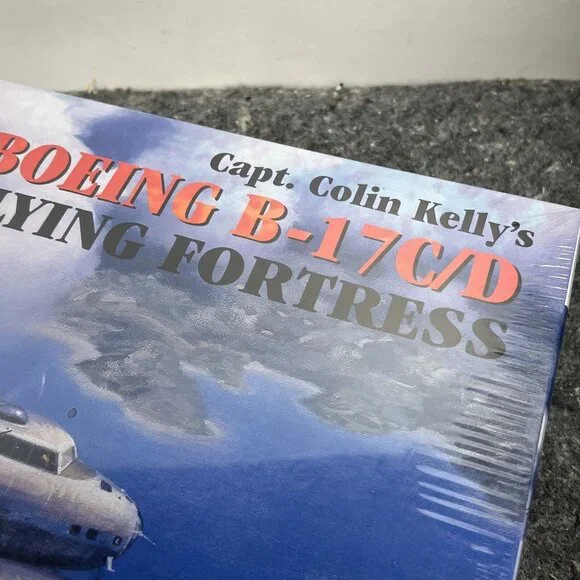 Capt. Colin Kelly's
BOEING B-17C/D
LYING FORTRESS